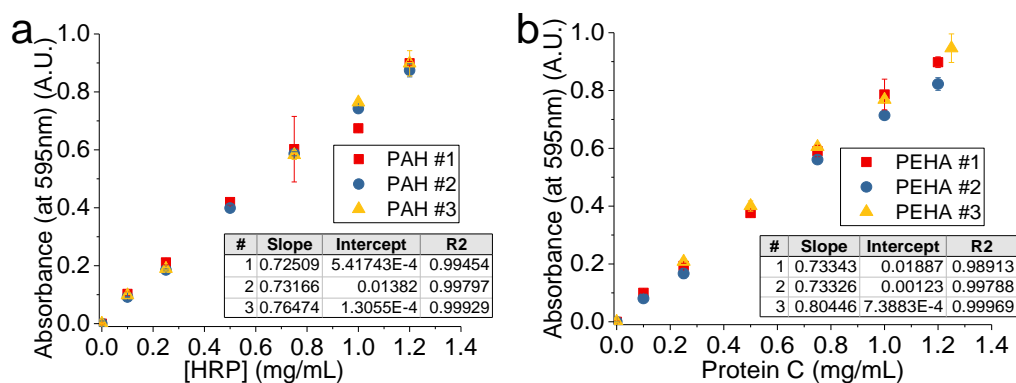 a
Absorbance (at 595nm) (A.U.)
1.0
0.8
0.6
0.4
0.2
0.0
PAH #1
PAH #2
PAH #3
# Slope Intercept R2
1 0.72509 5.41743E-4 0.99454
2 0.73166 0.01382 0.99797
3 0.76474 1.3055E-4 0.99929
0.0 0.2 0.4 0.6 0.8 1.0 1.2 1.4
[HRP] (mg/mL)
b
Absorbance (at 595nm) (A.U.)
1.0
0.8
0.6
0.4
0.2
0.0
PEHA #1
PEHA #2
PEHA #3
# Slope Intercept R2
1 0.73343 0.01887 0.98913
2 0.73326 0.00123 0.99788
3 0.80446 7.3883E-4 0.99969
0.0 0.2 0.4 0.6 0.8 1.0 1.2 1.4
Protein C (mg/mL)